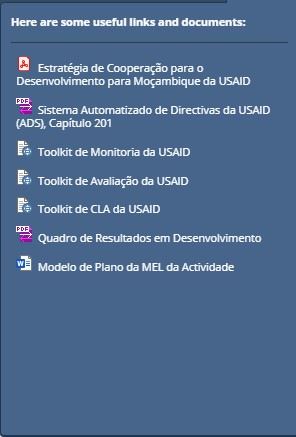 Here are some useful links and documents:
Estratégia de Cooperação para o
Desenvolvimento para Moçambique da USAID
PDF Sistema Automatizado de Directivas da USAID
(ADS), Capítulo 201
Toolkit de Monitoria da USAID
Toolkit de Avaliação da USAID
Toolkit de CLA da USAID
PDF Quadro de Resultados em Desenvolvimento
W Modelo de Plano da MEL da Actividade